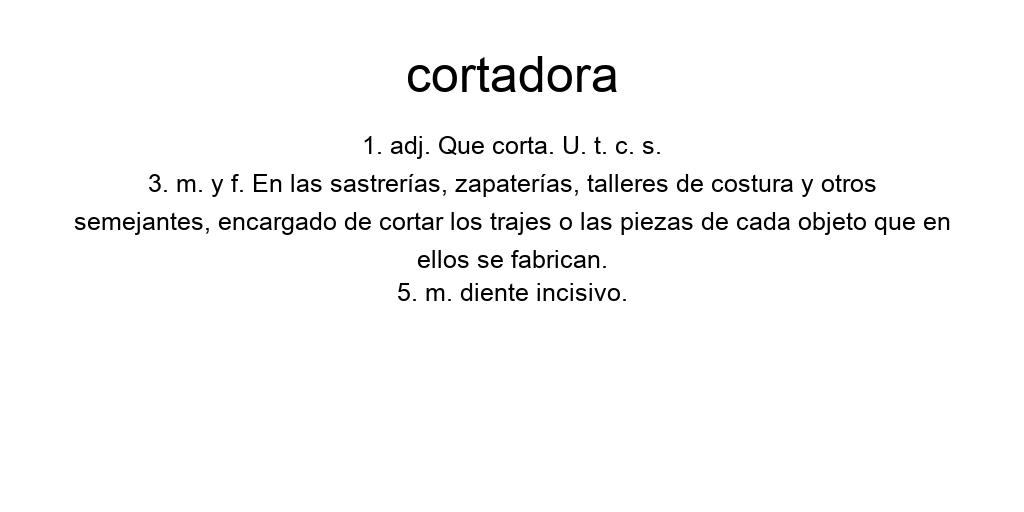 cortadora
1. adj. Que corta. U. t. c. s.
3. m. y f. En las sastrerías, zapaterías, talleres de costura y otros
semejantes, encargado de cortar los trajes o las piezas de cada objeto que en
ellos se fabrican.
5. m. diente incisivo.